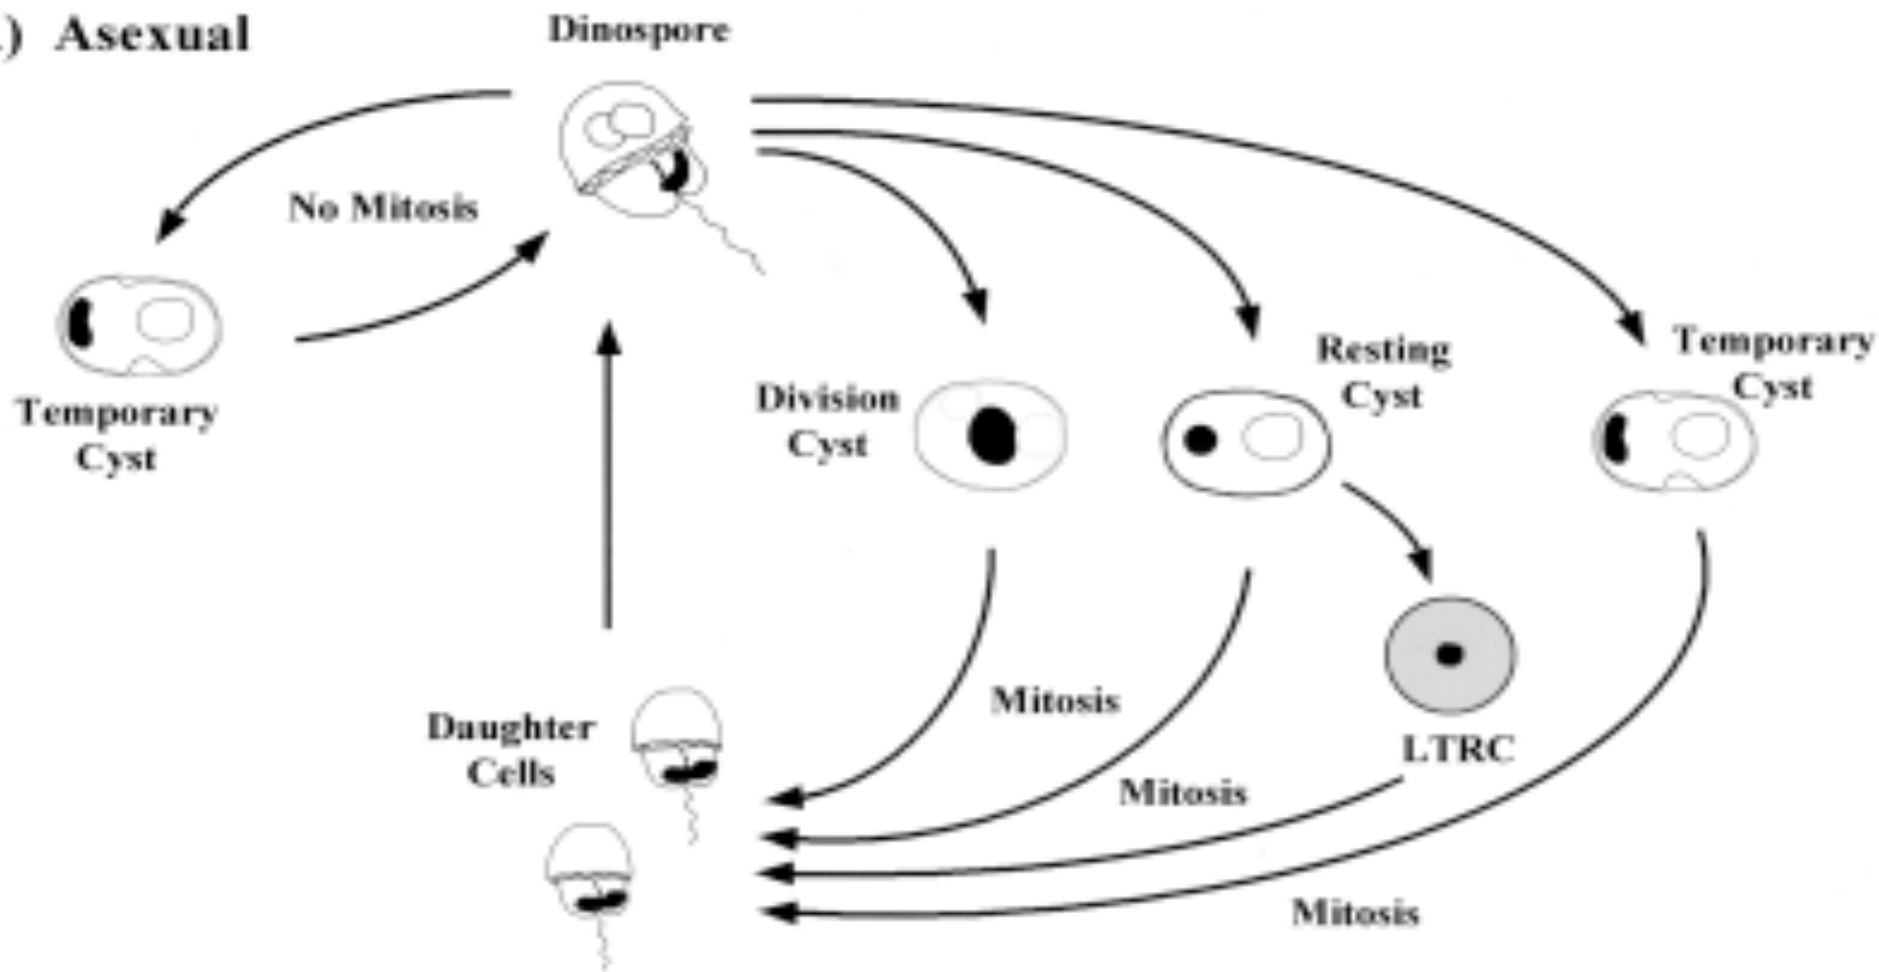 ) Asexual
Dinospore
No Mitosis
Temporary
Cyst
Division
Cyst
Resting
Cyst
Temporary
Cyst
LTRC
Daughter
Cells
Mitosis
Mitosis
Mitosis